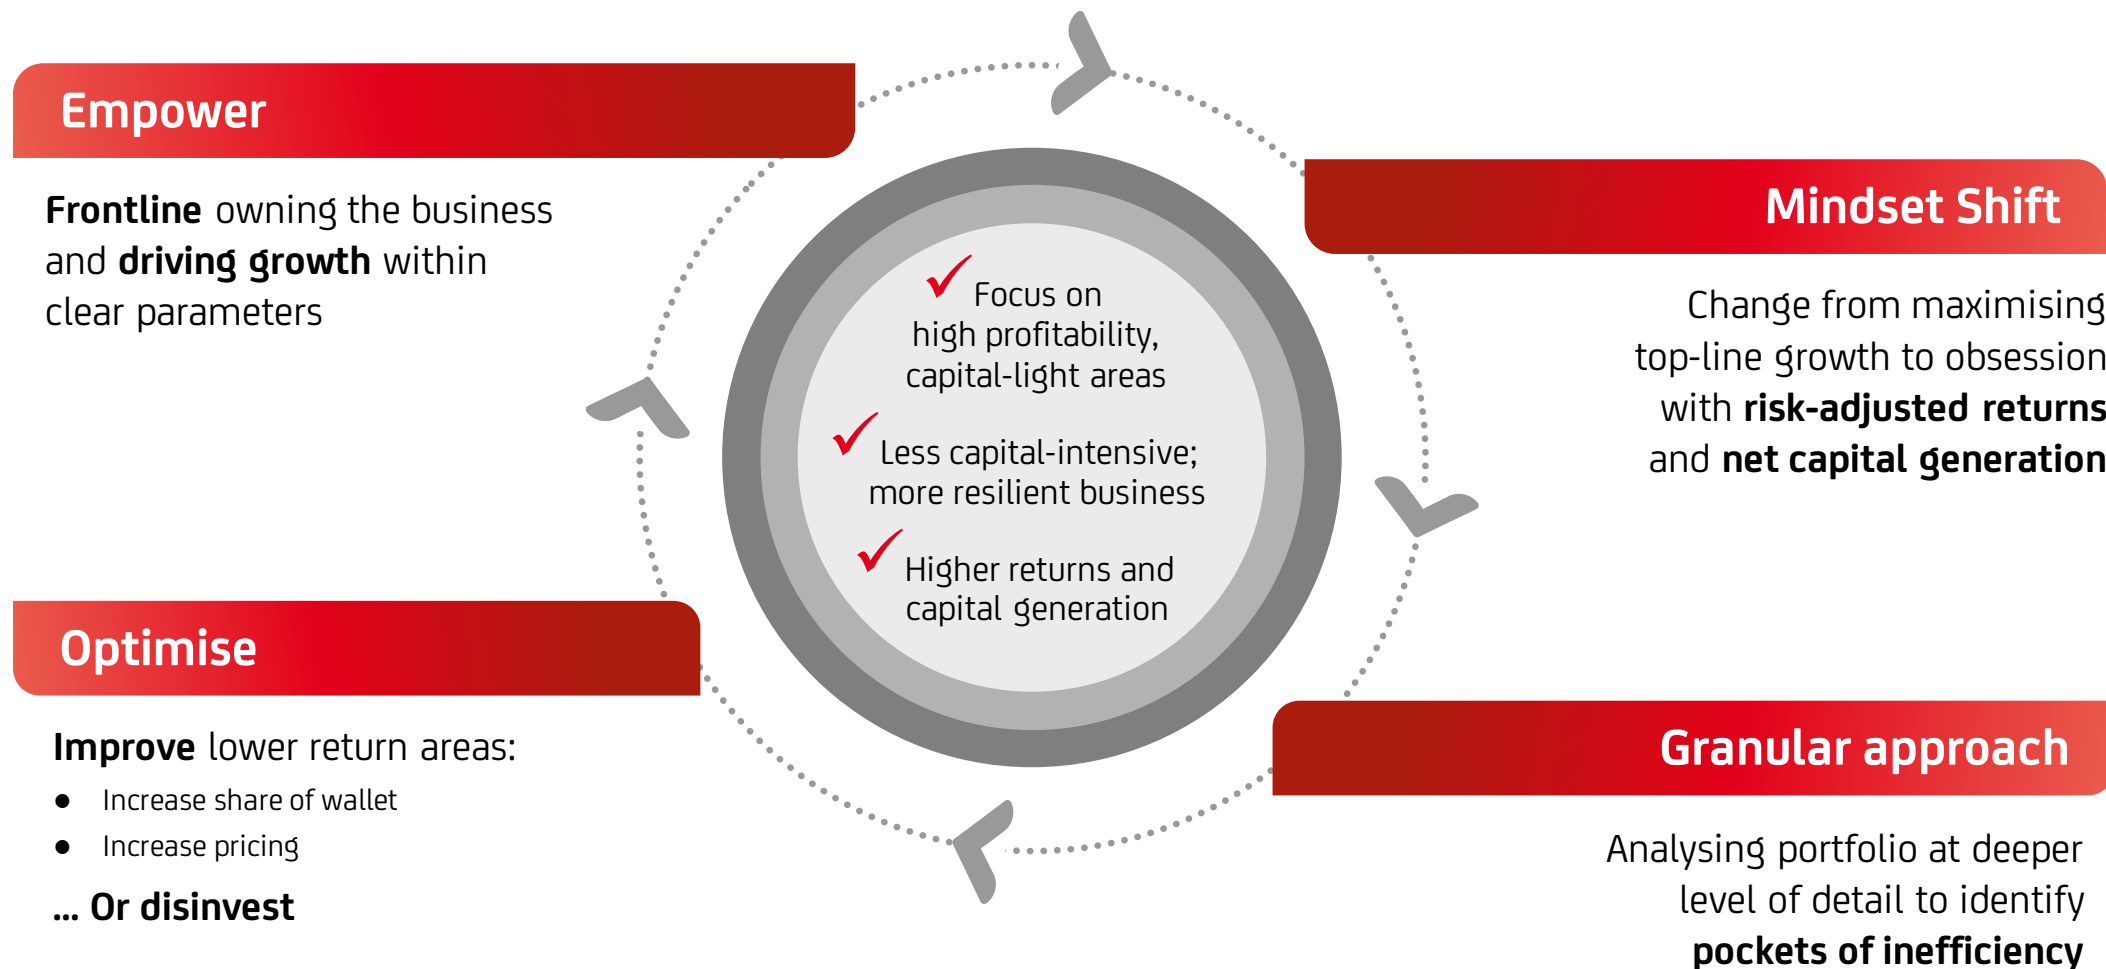 Empower
Frontline owning the business
and driving growth within
clear parameters
Mindset Shift
Change from maximising
top-line growth to obsession
with risk-adjusted returns
and net capital generation
Focus on
high profitability,
capital-light areas
Less capital-intensive;
more resilient business
Higher returns and
capital generation
Optimise
Improve lower return areas:
● Increase share of wallet
● Increase pricing
... Or disinvest
Granular approach
Analysing portfolio at deeper
level of detail to identify
pockets of inefficiency